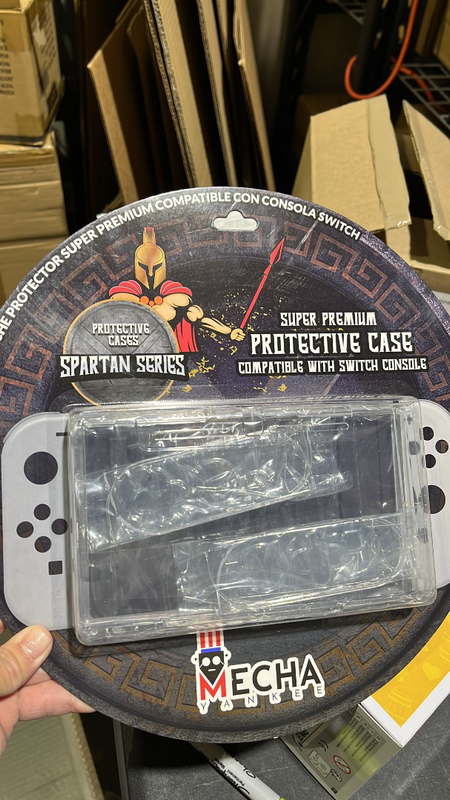 PROTECTOR SUPER PREMIUM COMPATIBLE CON CONSOLA SWITCH
PROTECTIVE
CASES
SPARTAN SERIES
SUPER PREMIUM
PROTECTIVE CASE
COMPATIBLE WITH SWITCH CONSOLE
MECHA
YANKEE